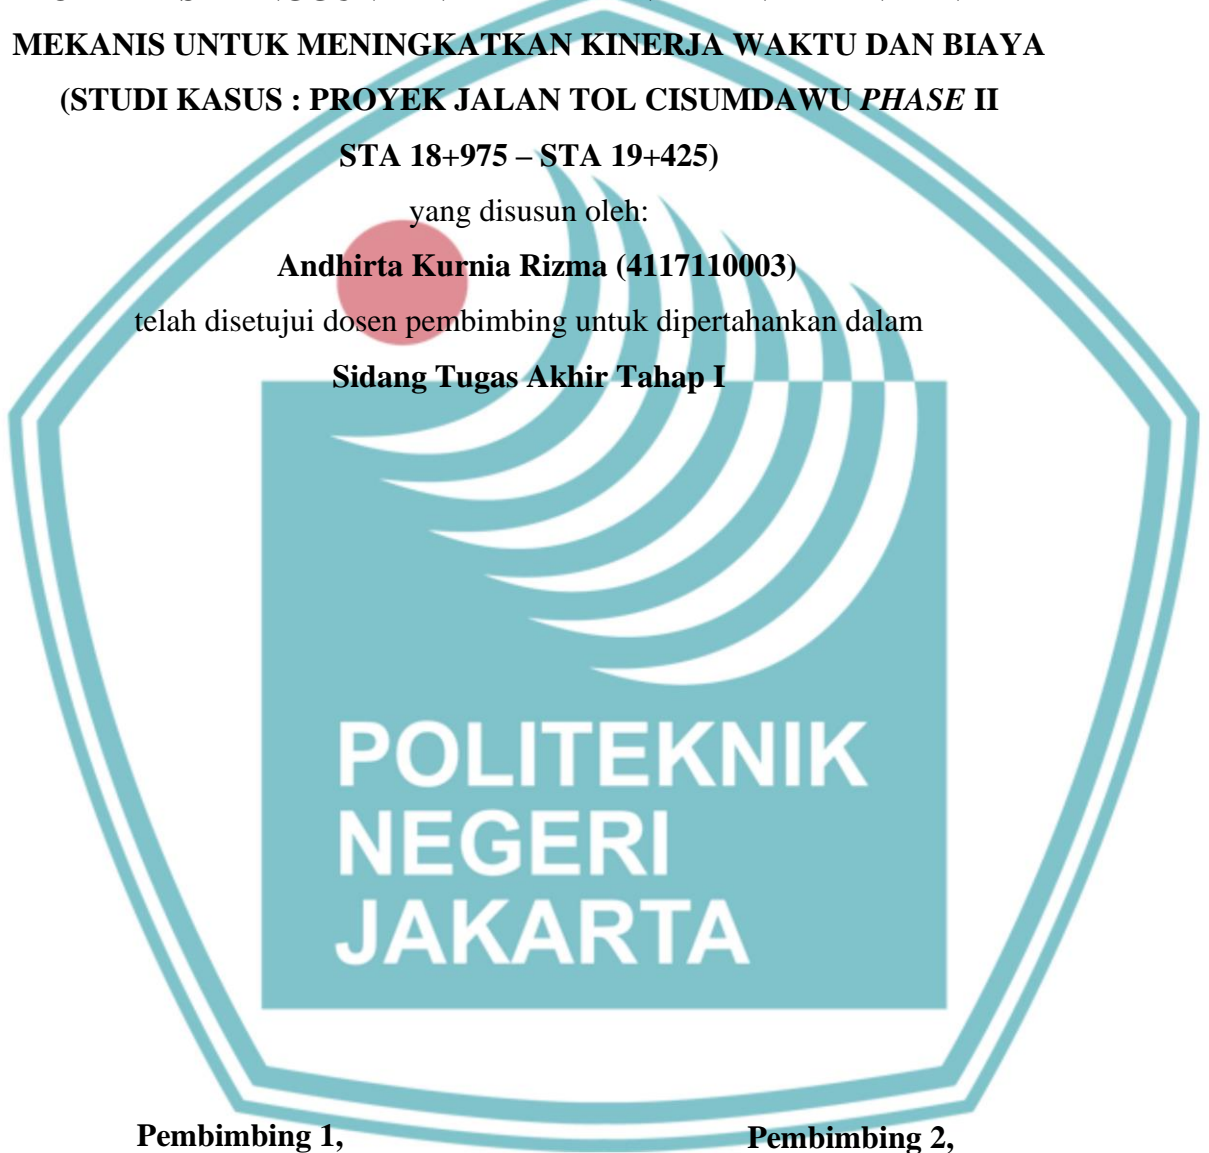 MEKANIS UNTUK MENINGKATKAN KINERJA WAKTU DAN BIAYA
(STUDI KASUS : PROYEK JALAN TOL CISUMDAWU PHASE II
STA 18+975 – STA 19+425)
yang disusun oleh:
Andhirta Kurnia Rizma (4117110003)
telah disetujui dosen pembimbing untuk dipertahankan dalam
Sidang Tugas Akhir Tahap I
POLITEKNIK
NEGERI
JAKARTA
Pembimbing 1,
Pembimbing 2,